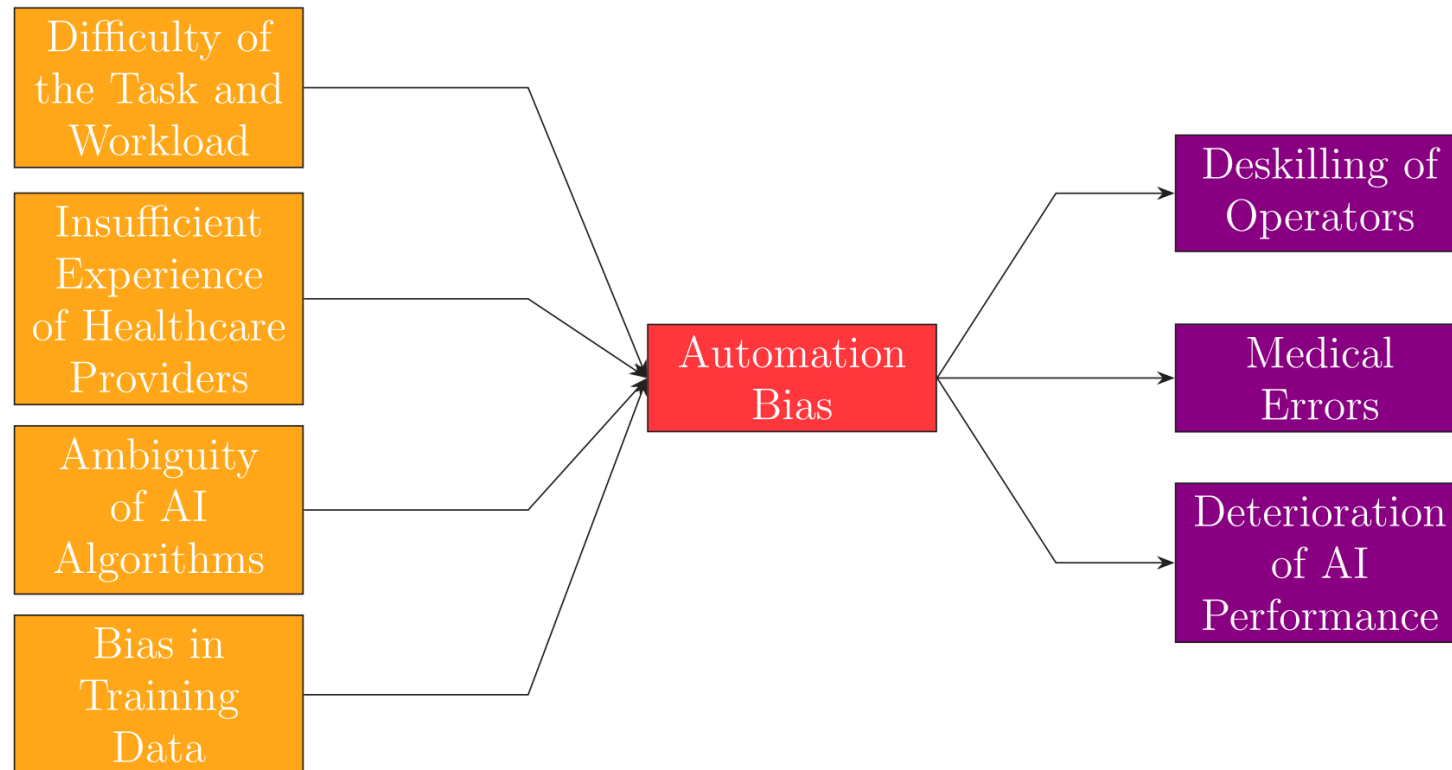 Difficulty of
the Task and
Workload
Insufficient
Experience
of Healthcare
Providers
Ambiguity
of AI
Algorithms
Bias in
Training
Data
Automation
Bias
Deskilling of
Operators
Medical
Errors
Deterioration
of AI
Performance